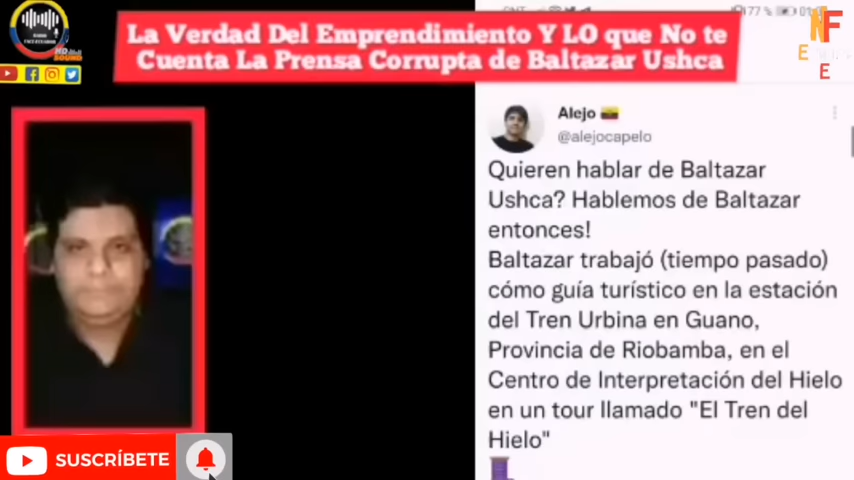 La Verdad Del Emprendimiento Y LO que No te
Cuenta La Prensa Corrupta de Baltazar Ushca
NF
E
E
77 %
Alejo
@alejocapelo
Quieren hablar de Baltazar
Ushca? Hablemos de Baltazar
entonces!
Baltazar trabajó (tiempo pasado)
cómo guía turístico en la estación
del Tren Urbina en Guano,
Provincia de Riobamba, en el
Centro de Interpretación del Hielo
en un tour llamado "El Tren del
Hielo"
SUSCRÍBETE